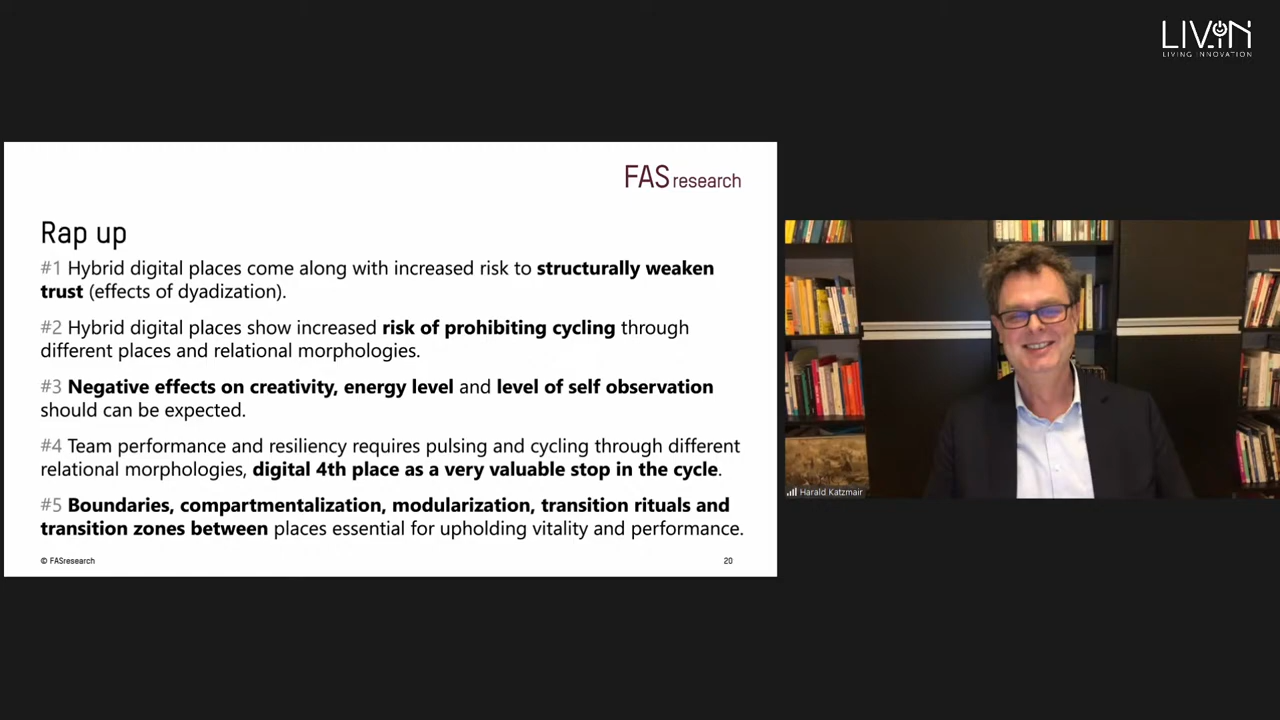 LIVIN
LIVING INNOVATION
FAS research
Rap up
#1 Hybrid digital places come along with increased risk to structurally weaken
trust (effects of dyadization).
#2 Hybrid digital places show increased risk of prohibiting cycling through
different places and relational morphologies.
#3 Negative effects on creativity, energy level and level of self observation
should can be expected.
#4 Team performance and resiliency requires pulsing and cycling through different
relational morphologies, digital 4th place as a very valuable stop in the cycle.
#5 Boundaries, compartmentalization, modularization, transition rituals and
transition zones between places essential for upholding vitality and performance.
© FASresearch
20
Harald Katzmair